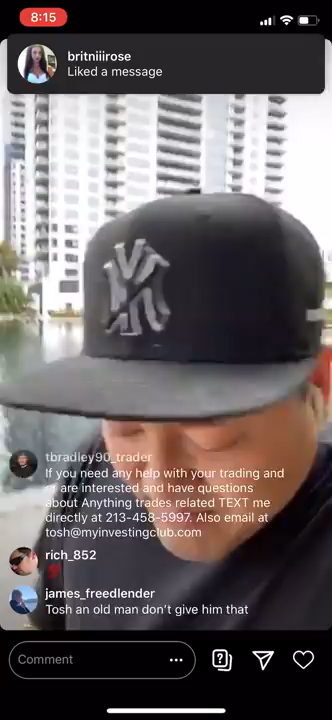 8:15
britniiirose
Liked a message
NY
tbradley90_trader
If you need any help with your trading and
or are interested and have questions
about Anything trades related TEXT me
directly at 213-458-5997. Also email at
tosh@myinvestingclub.com
rich_852
💯
james_freedlender
Tosh an old man don't give him that
Comment